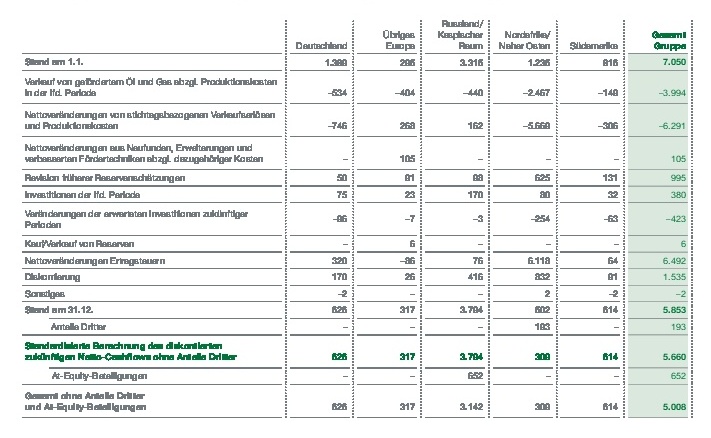 Deutschland
Übriges
Europa
Russland/
Kaspischer
Raum
Nordafrika/
Naher Osten
Südamerika
Gesamt
Gruppe
Stand am 1.1. 1.389 295 3.315 1.235 816 7.050
Verkauf von gefördertem Öl und Gas abzgl. Produktionskosten
in der lfd. Periode –534 –404 –440 –2.467 –149 –3.994
Nettoveränderungen von stichtagsbezogenen Verkaufserlösen
und Produktionskosten –746 268 162 –5.669 –306 –6.291
Nettoveränderungen aus Neufunden, Erweiterungen und
verbesserten Fördertechniken abzgl. dazugehöriger Kosten – 105 – – – 105
Revision früherer Reservenschätzungen 50 91 98 625 131 995
Investitionen der lfd. Periode 75 23 170 80 32 380
Veränderungen der erwarteten Investitionen zukünftiger
Perioden –96 –7 –3 –254 –63 –423
Kauf/Verkauf von Reserven – 6 – – – 6
Nettoveränderungen Ertragsteuern 320 –86 76 6.118 64 6.492
Diskontierung 170 26 416 832 91 1.535
Sonstiges –2 – – 2 –2 –2
Stand am 31.12. 626 317 3.794 502 614 5.853
Anteile Dritter – – – 193 – 193
Standardisierte Berechnung des diskontierten
zukünftigen Netto-Cashflows ohne Anteile Dritter 626 317 3.794 309 614 5.660
At-Equity-Beteiligungen – – 652 – – 652
Gesamt ohne Anteile Dritter
und At-Equity-Beteiligungen 626 317 3.142 309 614 5.008